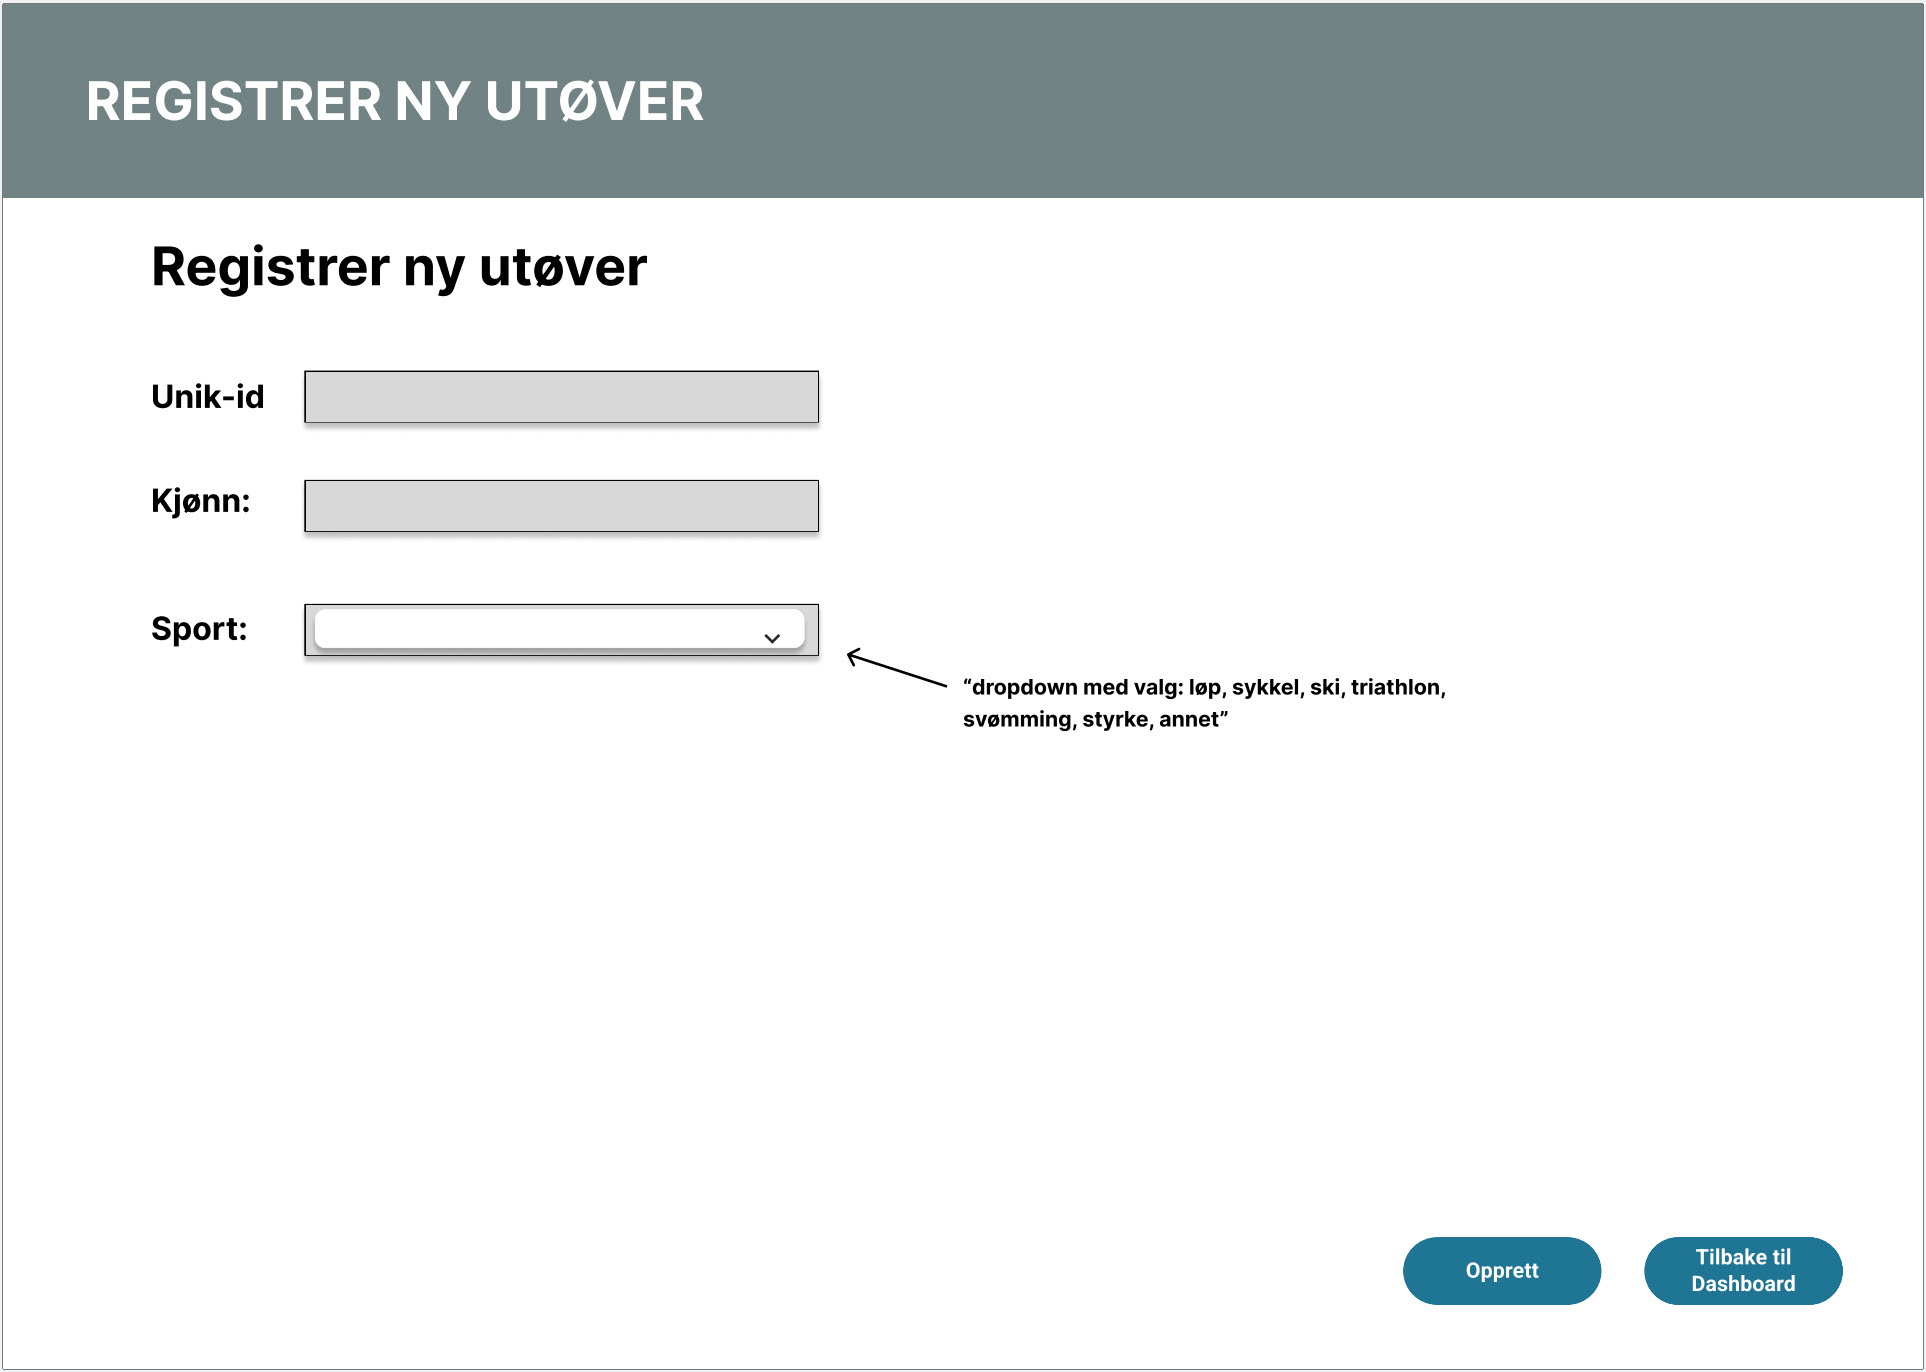 REGISTRER NY UTØVER
Registrer ny utøver
Unik-id
Kjønn:
Sport:
“dropdown med valg: løp, sykkel, ski, triathlon,
svømming, styrke, annet”
Opprett
Tilbake til
Dashboard